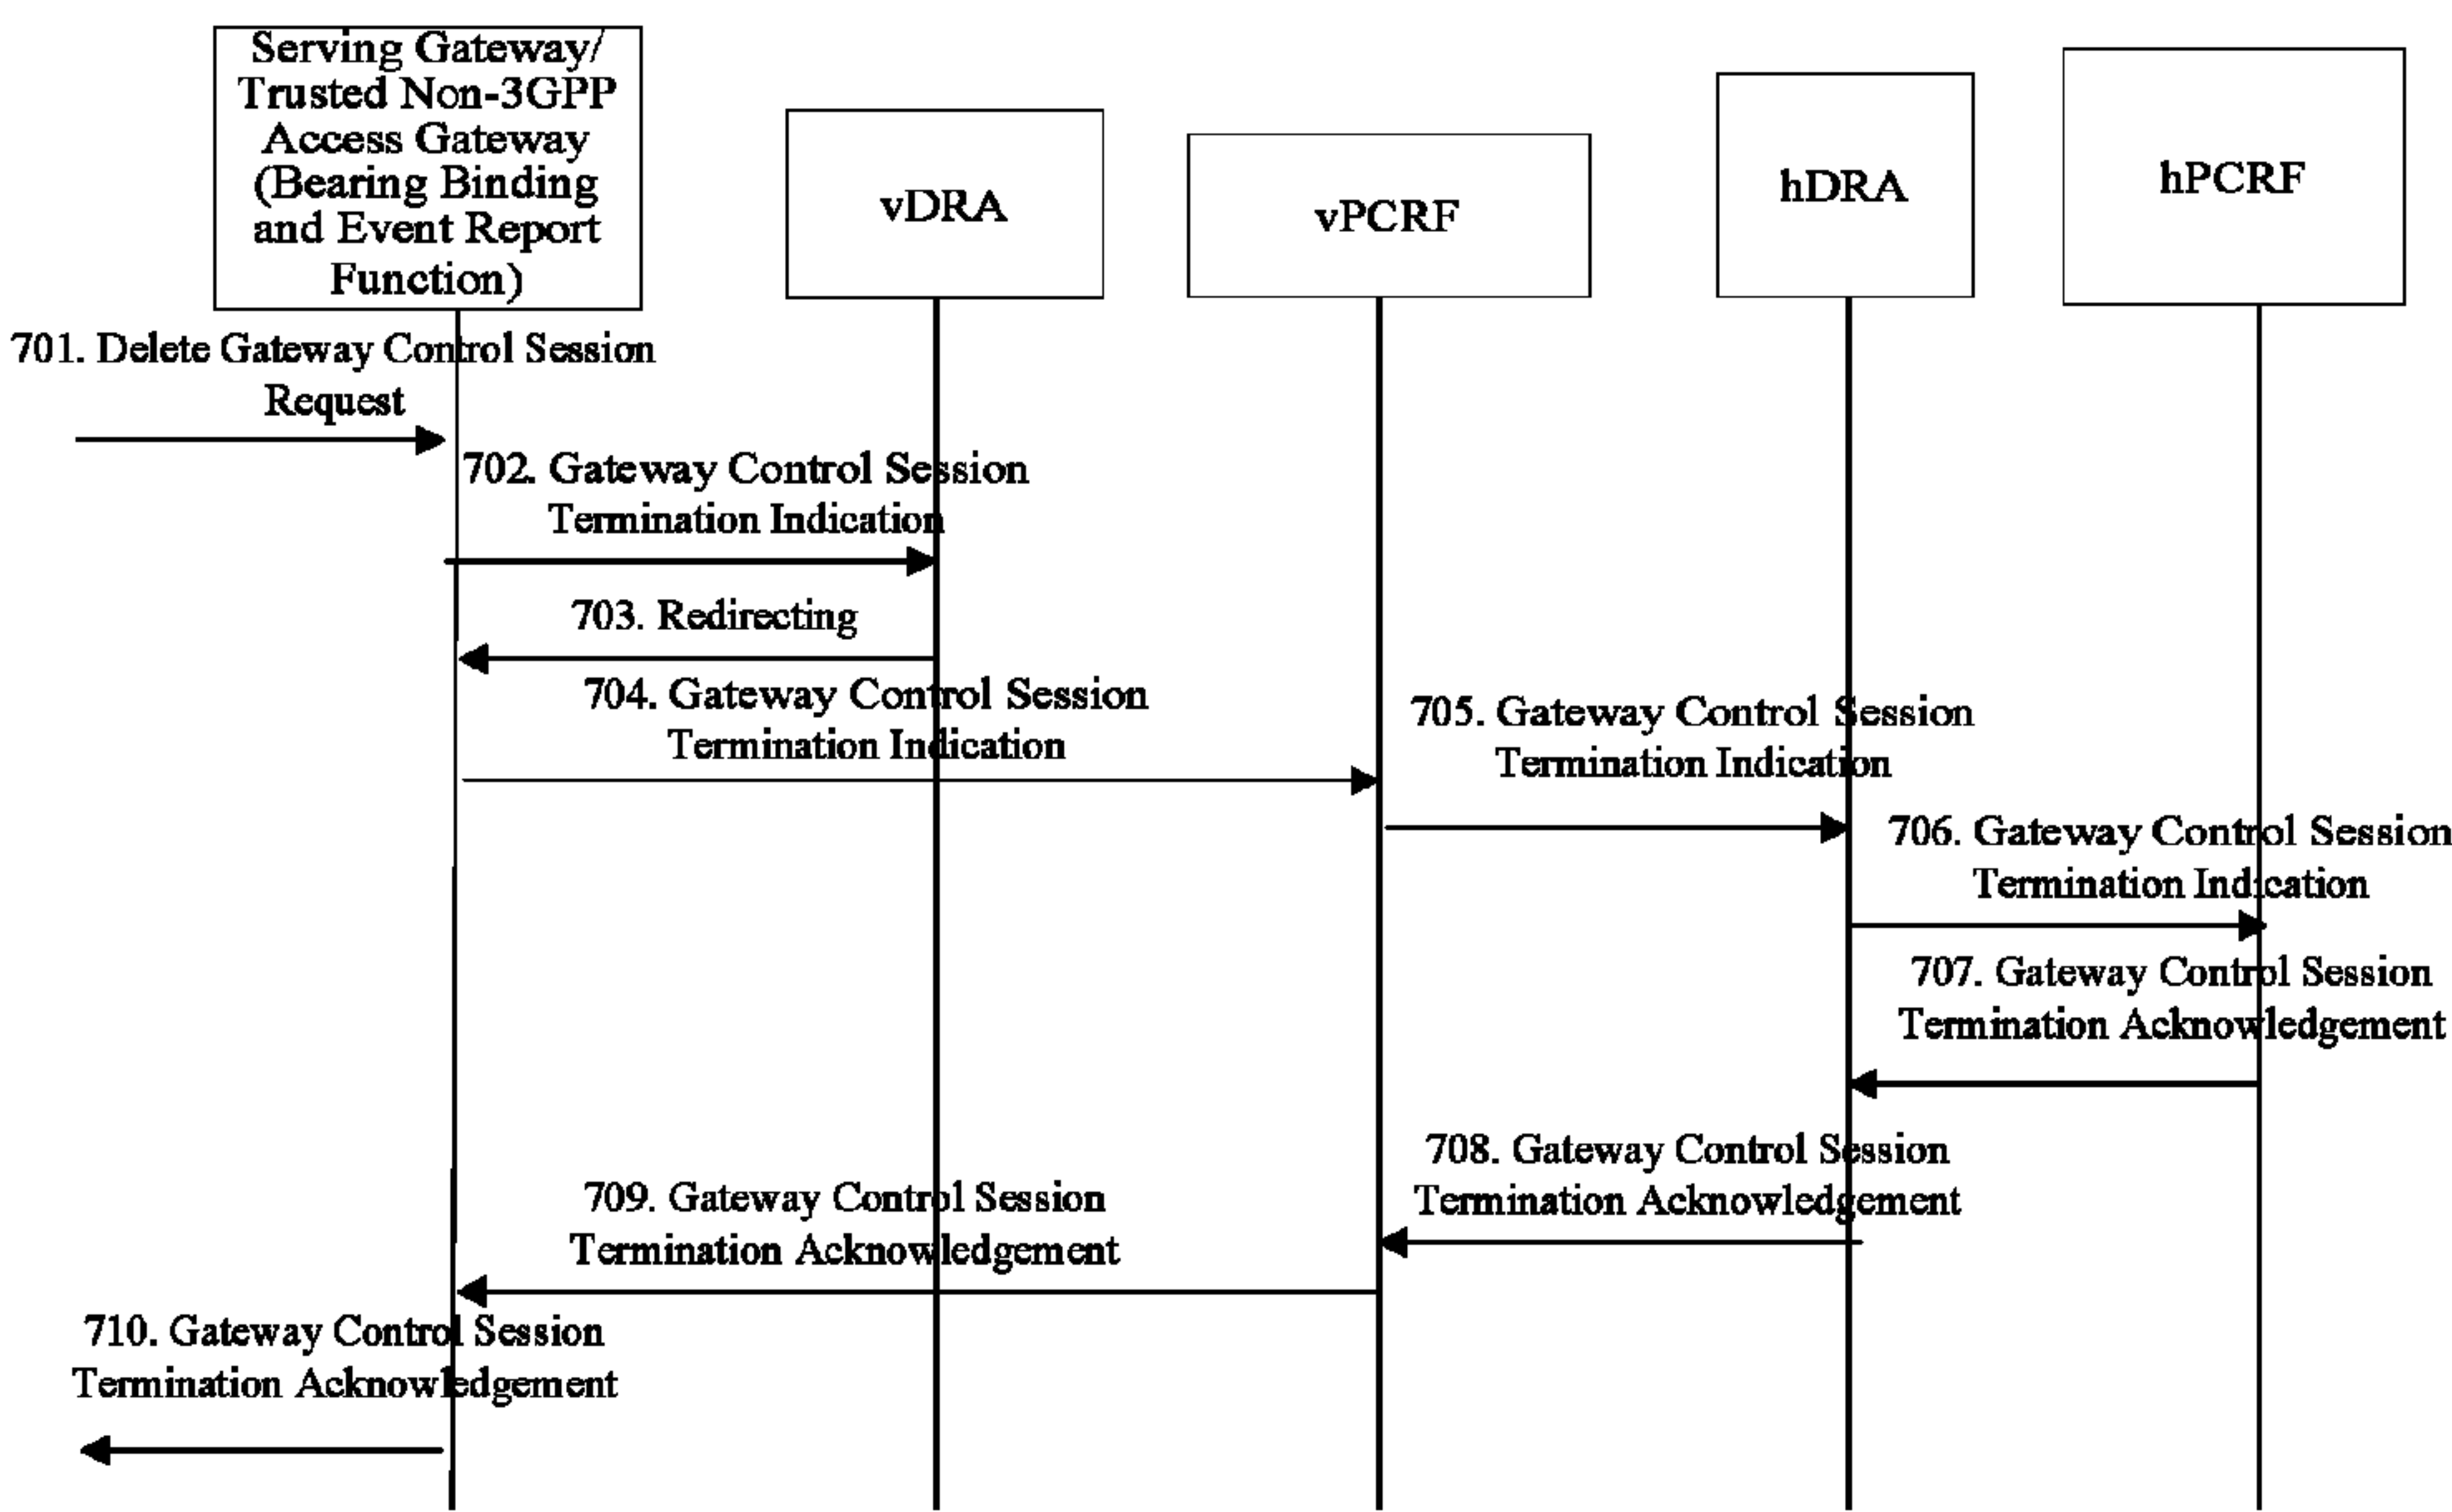 Serving Gateway/
Trusted Non-3GPP
Access Gateway
(Bearing Binding
and Event Report
Function)
vDRA
vPCRF
hDRA
hPCRF
701. Delete Gateway Control Session
Request
702. Gateway Control Session
Termination Indication
703. Redirecting
704. Gateway Control Session
Termination Indication
705. Gateway Control Session
Termination Indication
706. Gateway Control Session
Termination Indication
707. Gateway Control Session
Termination Acknowledgement
708. Gateway Control Session
Termination Acknowledgement
709. Gateway Control Session
Termination Acknowledgement
710. Gateway Control Session
Termination Acknowledgement